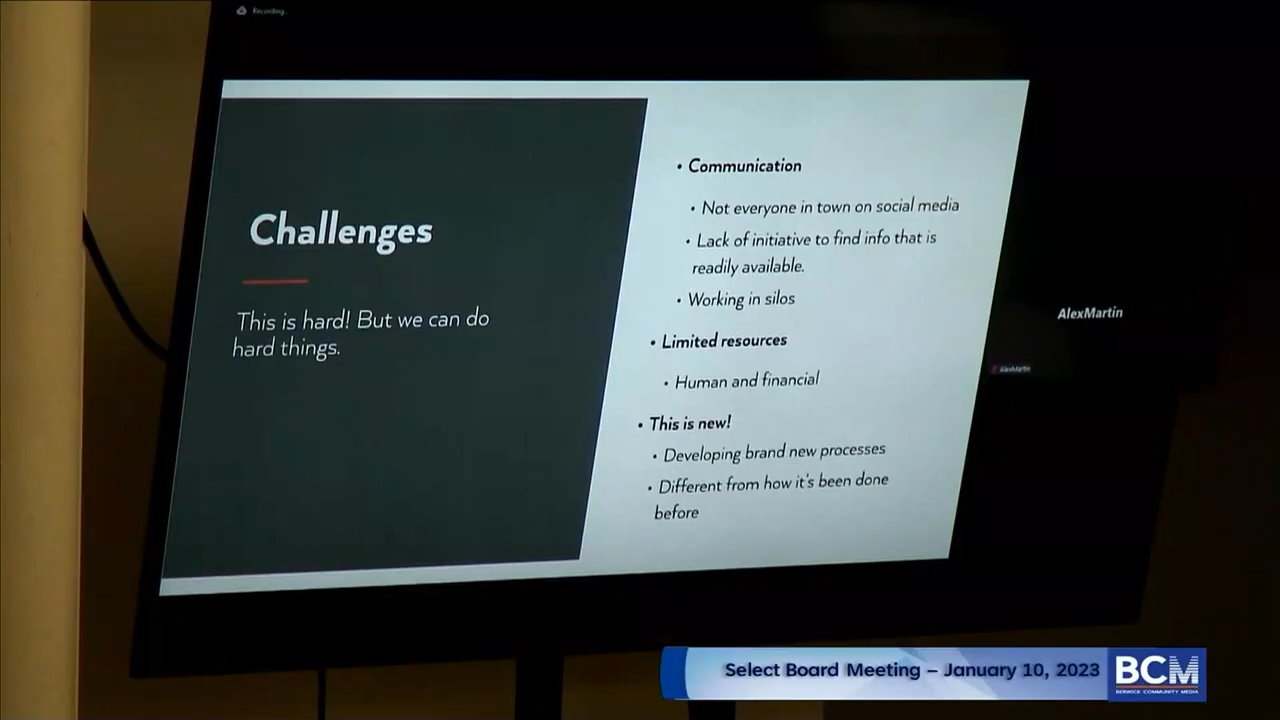 Recording...
Challenges
This is hard! But we can do
hard things.
• Communication
• Not everyone in town on social media
• Lack of initiative to find info that is
readily available.
• Working in silos
• Limited resources
• Human and financial
• This is new!
• Developing brand new processes
• Different from how it's been done
before
AlexMartin
AlexMartin
Select Board Meeting – January 10, 2023
BCM
BERWICK COMMUNITY MEDIA